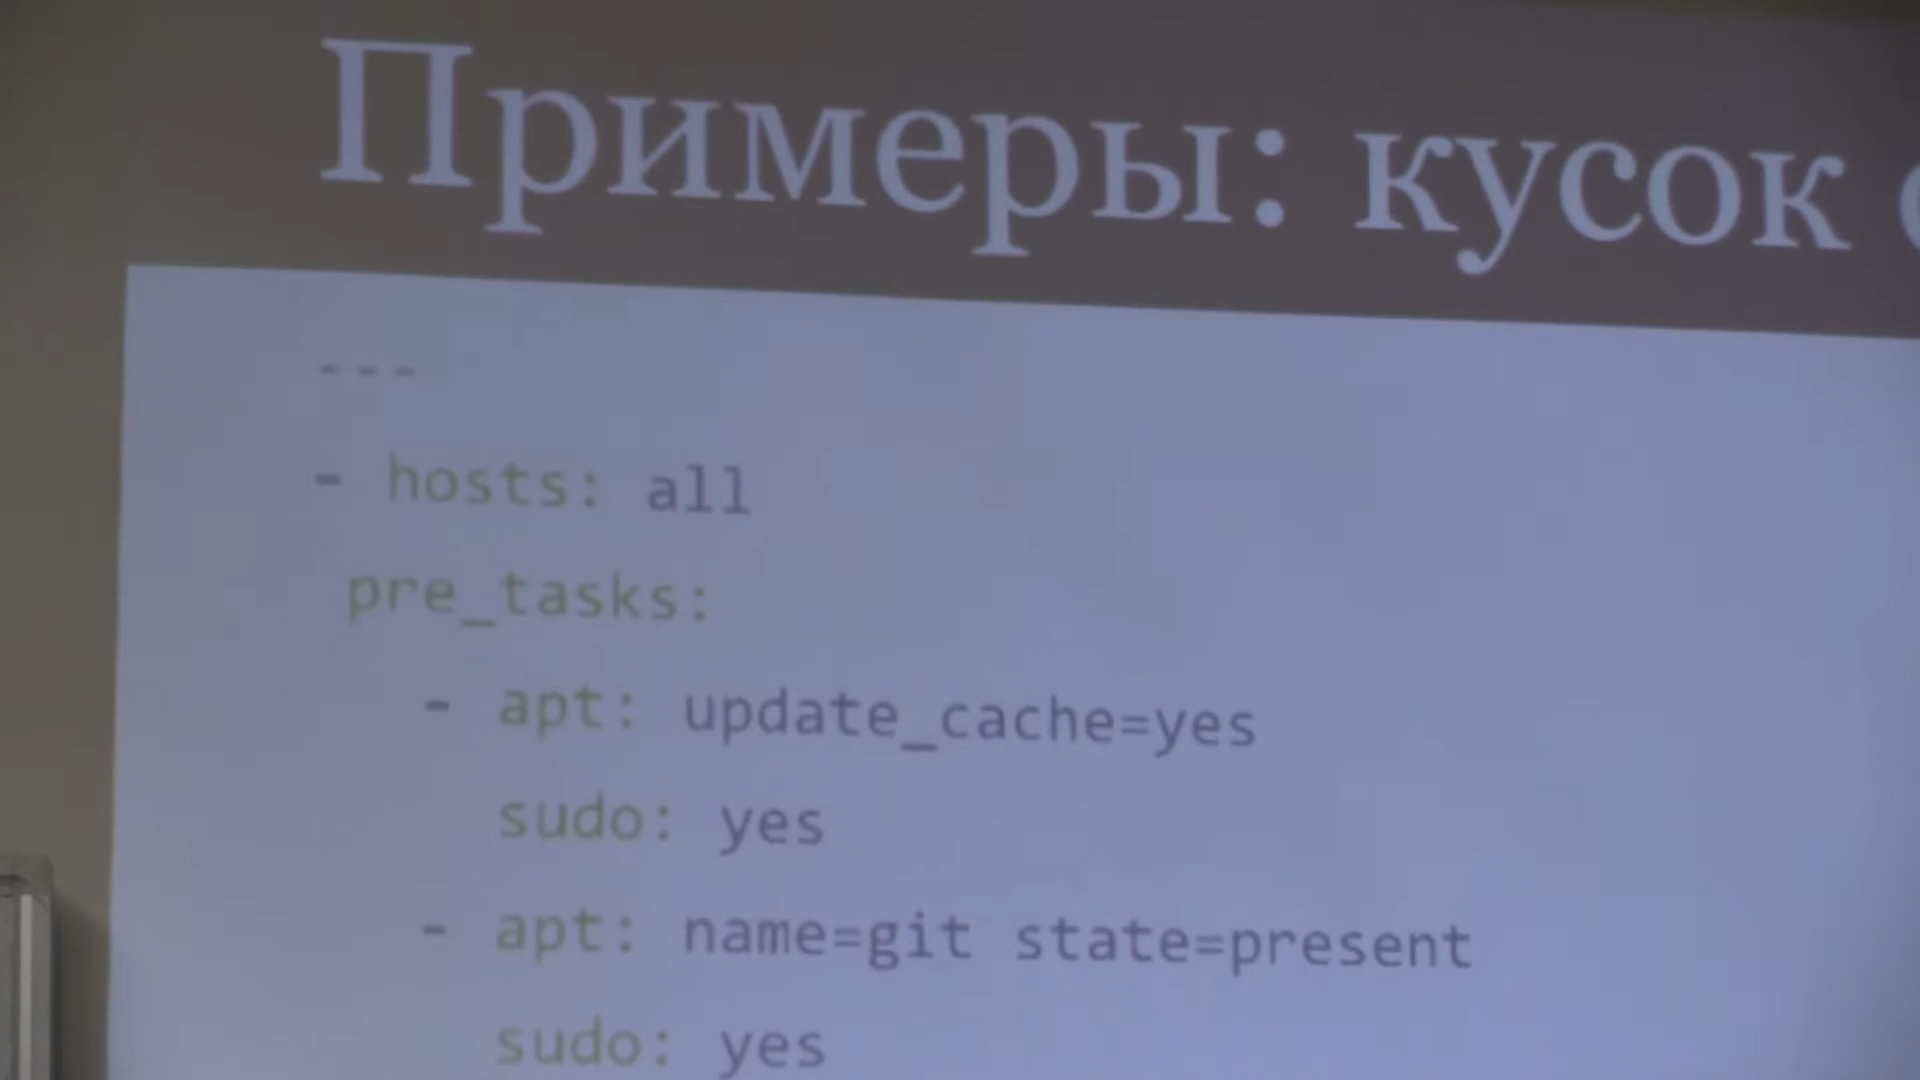 Примеры: кусок
---
- hosts: all
pre_tasks:
- apt: update_cache=yes
sudo: yes
- apt: name=git state=present
sudo: yes